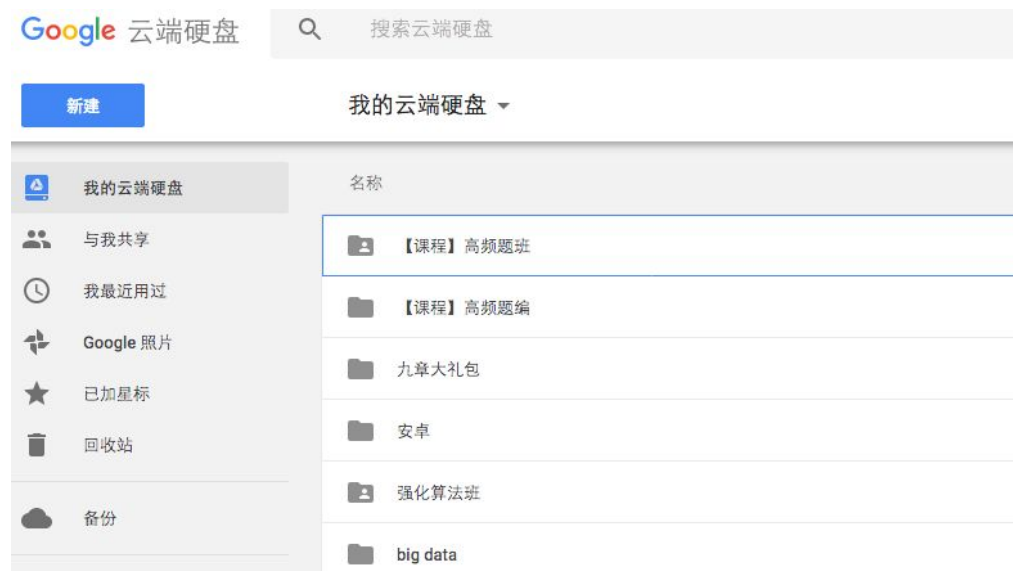 Google 云端硬盘
搜索云端硬盘
新建
我的云端硬盘
我的云端硬盘
与我共享
我最近用过
Google 照片
已加星标
回收站
备份
名称
【课程】高频题班
【课程】高频题编
九章大礼包
安卓
强化算法班
big data